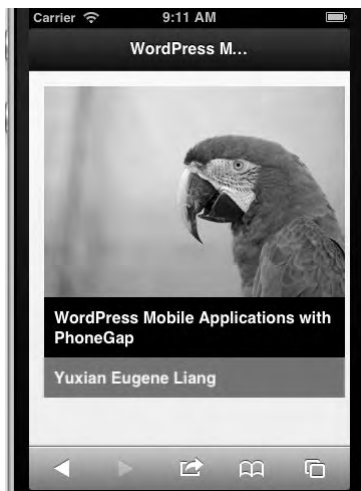 Carrier 9:11 AM
WordPress M...
WordPress Mobile Applications with
PhoneGap
Yuxian Eugene Liang